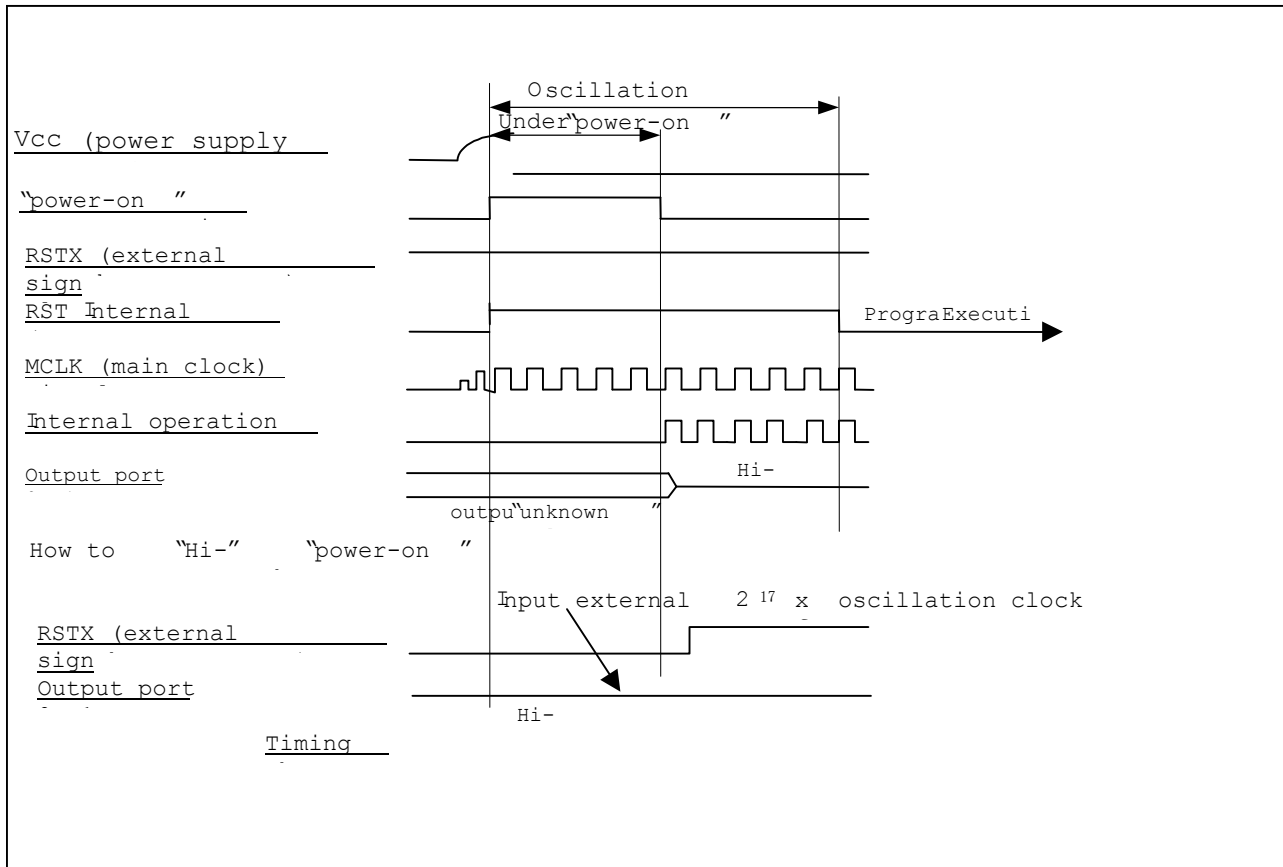 Oscillation
Under “power-on ”
Vcc (power supply
“power-on ”
RSTX (external
sign
RST Internal
PrograExecuti
MCLK (main clock)
Internal operation
Output port
Hi-
outpu“unknown ”
How to “Hi-” “power-on ”
Input external 2 17 x oscillation clock
RSTX (external
sign
Output port
Hi-
Timing